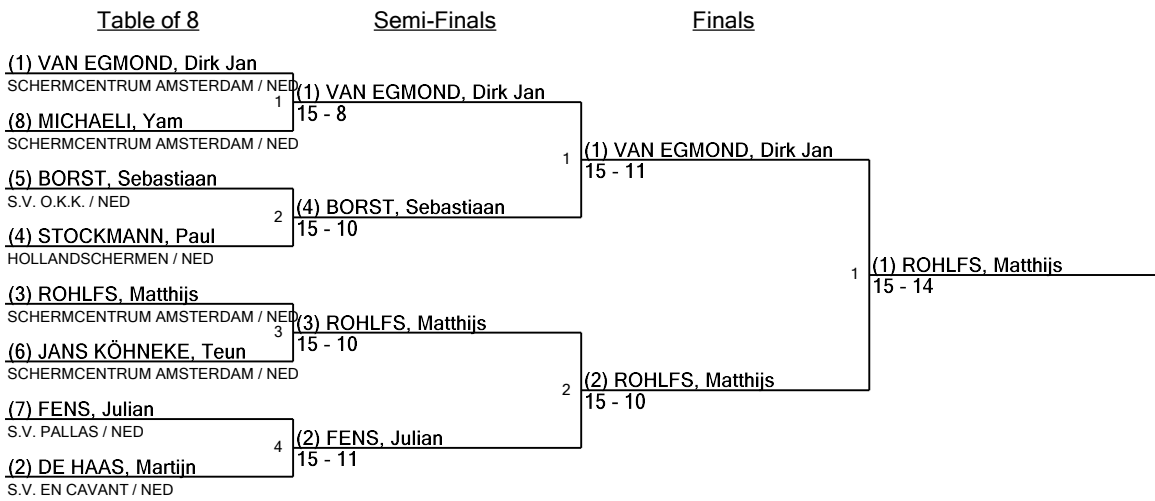 Table of 8
Semi-Finals
Finals
(1) VAN EGMOND, Dirk Jan
SCHERMCENTRUM AMSTERDAM / NED
1
(8) MICHAELI, Yam
SCHERMCENTRUM AMSTERDAM / NED
(5) BORST, Sebastiaan
S.V. O.K.K. / NED
2
(4) STOCKMANN, Paul
HOLLANDSCHERMEN / NED
(3) ROHLFS, Matthijs
SCHERMCENTRUM AMSTERDAM / NED
3
(6) JANS KÖHNEKE, Teun
SCHERMCENTRUM AMSTERDAM / NED
(7) FENS, Julian
S.V. PALLAS / NED
4
(2) DE HAAS, Martijn
S.V. EN CAVANT / NED
(1) VAN EGMOND, Dirk Jan
15 - 8
1
(4) BORST, Sebastiaan
15 - 10
(3) ROHLFS, Matthijs
15 - 10
2
(2) FENS, Julian
15 - 11
(1) VAN EGMOND, Dirk Jan
15 - 11
1
(2) ROHLFS, Matthijs
15 - 10
(1) ROHLFS, Matthijs
15 - 14